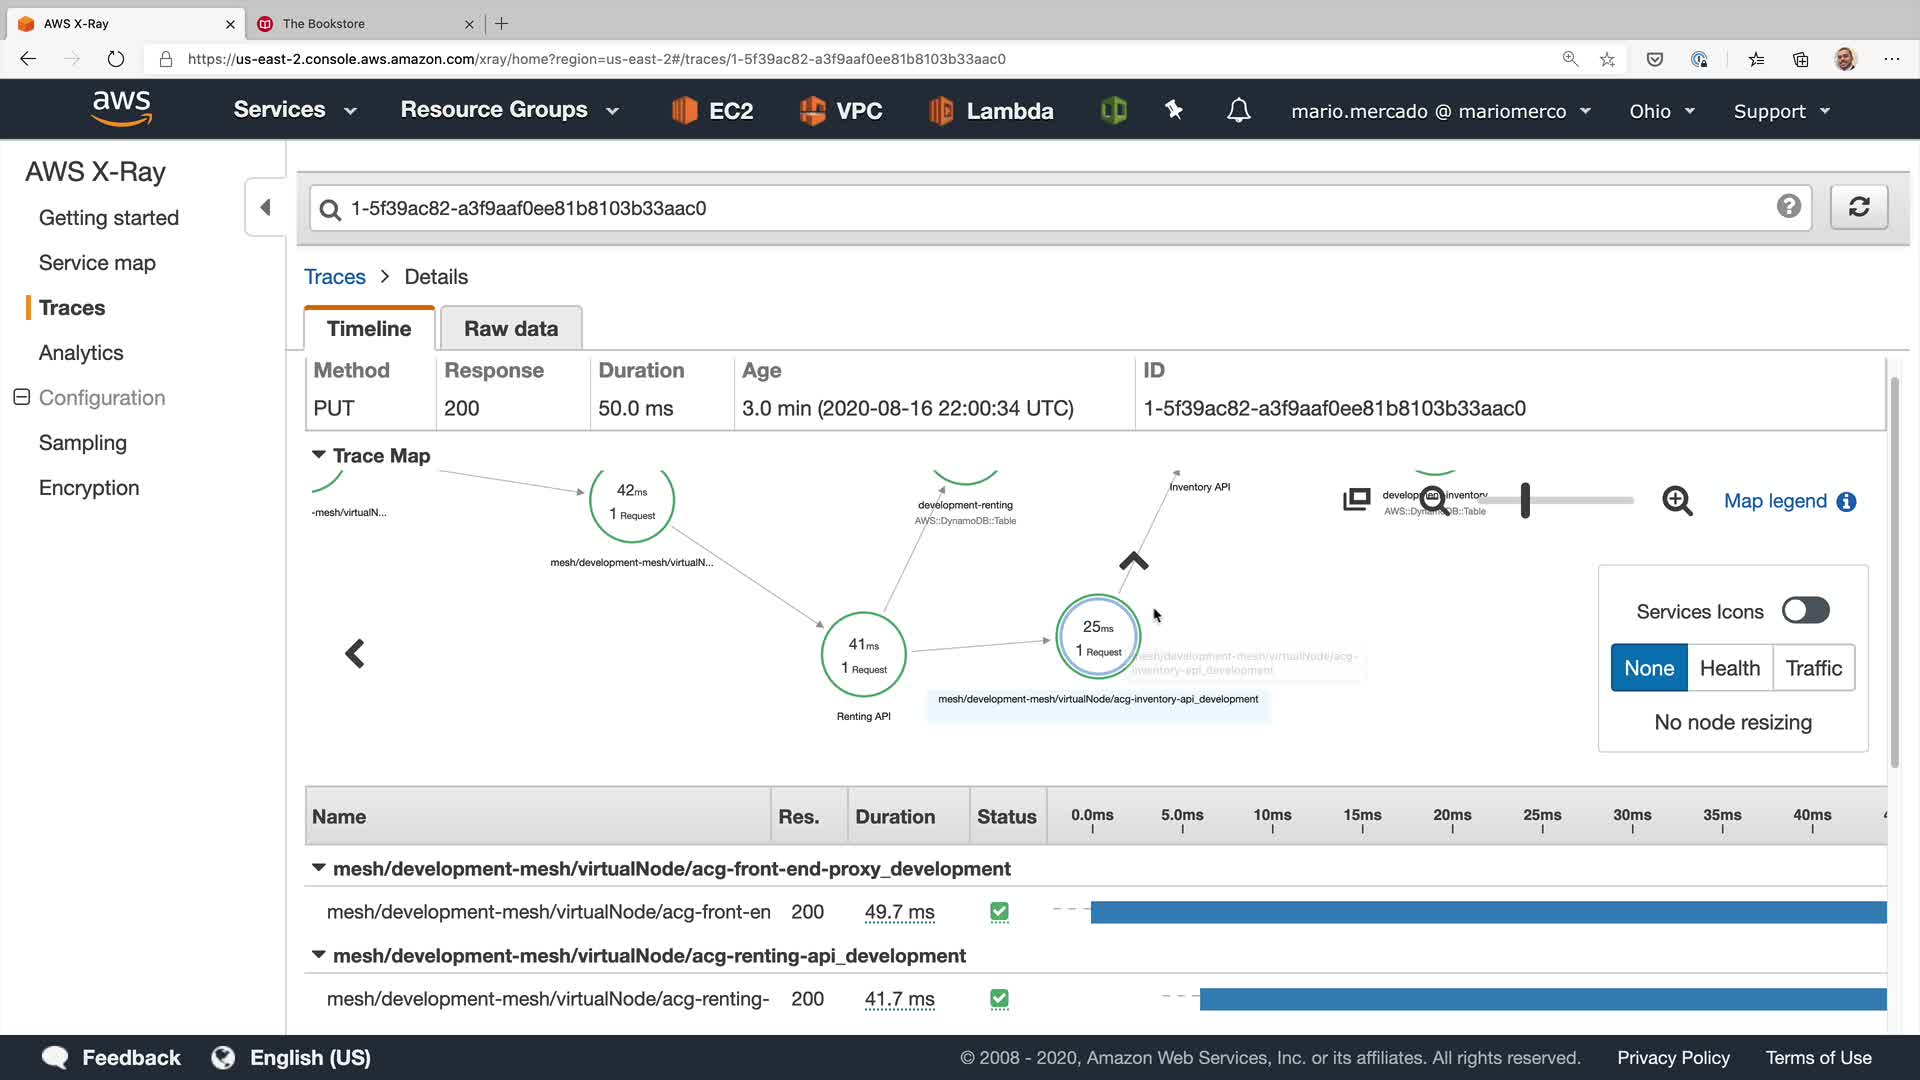 AWS X-Ray
The Bookstore
https://us-east-2.console.aws.amazon.com/xray/home?region=us-east-2#/traces/1-5f39ac82-a3f9aaf0ee81b8103b33aac0
aws
Services
Resource Groups
EC2
VPC
Lambda
mario.mercado @ mariomerco
Ohio
Support
AWS X-Ray
Getting started
Service map
Traces
Analytics
Configuration
Sampling
Encryption
1-5f39ac82-a3f9aaf0ee81b8103b33aac0
Traces > Details
Timeline
Raw data
Method Response Duration Age ID
PUT 200 50.0 ms 3.0 min (2020-08-16 22:00:34 UTC) 1-5f39ac82-a3f9aaf0ee81b8103b33aac0
Trace Map
-mesh/virtualN...
42ms
1 Request
mesh/development-mesh/virtualN...
development-renting
AWS::DynamoDB::Table
Inventory API
development-inventory
AWS::DynamoDB::Table
Map legend
41ms
1 Request
Renting API
25ms
1 Request
mesh/development-mesh/virtualNode/acg-
inventory-api_development
mesh/development-mesh/virtualNode/acg-inventory-api_development
Services Icons
None Health Traffic
No node resizing
Name Res. Duration Status 0.0ms 5.0ms 10ms 15ms 20ms 25ms 30ms 35ms 40ms
mesh/development-mesh/virtualNode/acg-front-end-proxy_development
mesh/development-mesh/virtualNode/acg-front-en 200 49.7 ms
mesh/development-mesh/virtualNode/acg-renting-api_development
mesh/development-mesh/virtualNode/acg-renting- 200 41.7 ms
Feedback
English (US)
© 2008 - 2020, Amazon Web Services, Inc. or its affiliates. All rights reserved.
Privacy Policy
Terms of Use